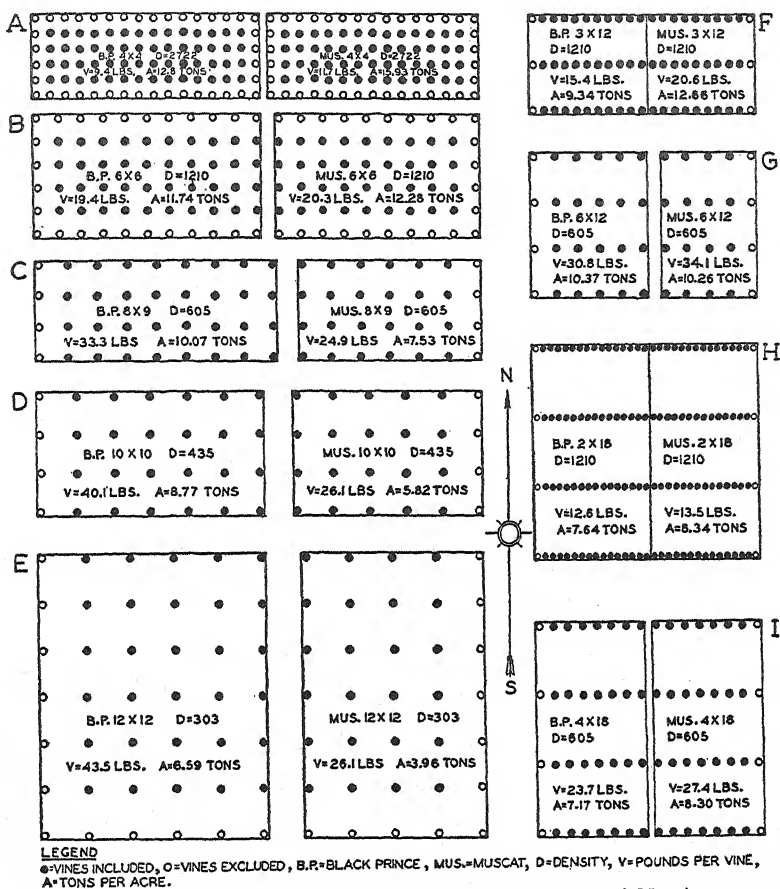 A
B.P. 4X4 D=2722
V=9.4 LBS. A=12.8 TONS
MUS. 4X4 D=2722
V=11.7 LBS. A=15.93 TONS
B
B.P. 6X6 D=1210
V=19.4 LBS. A=11.74 TONS
MUS. 6X6 D=1210
V=20.3 LBS. A=12.28 TONS
C
B.P. 8X9 D=605
V=33.3 LBS A=10.07 TONS
MUS. 8X9 D=605
V=24.9 LBS A=7.53 TONS
D
B.P. 10X10 D=435
V=40.1 LBS. A=8.77 TONS
MUS. 10X10 D=435
V=26.1 LBS A=5.82 TONS
E
B.P. 12X12 D=303
V=43.5 LBS. A=6.59 TONS
MUS. 12X12 D=303
V=26.1 LBS A=3.96 TONS
F
B.P. 3X12
D=1210
V=15.4 LBS.
A=9.34 TONS
MUS. 3X12
D=1210
V=20.6 LBS.
A=12.66 TONS
G
B.P. 6X12
D=605
V=30.8 LBS.
A=10.37 TONS
MUS. 6X12
D=605
V=34.1 LBS.
A=10.26 TONS
N
S
H
B.P. 2X18
D=1210
V=12.6 LBS.
A=7.64 TONS
MUS. 2X18
D=1210
V=13.5 LBS.
A=8.34 TONS
I
B.P. 4X18
D=605
V=23.7 LBS.
A=7.17 TONS
MUS. 4X18
D=605
V=27.4 LBS.
A=8.30 TONS
LEGEND
●=VINES INCLUDED, O=VINES EXCLUDED, B.P.=BLACK PRINCE, MUS.=MUSCAT, D=DENSITY, V=POUNDS PER VINE,
A=TONS PER ACRE.